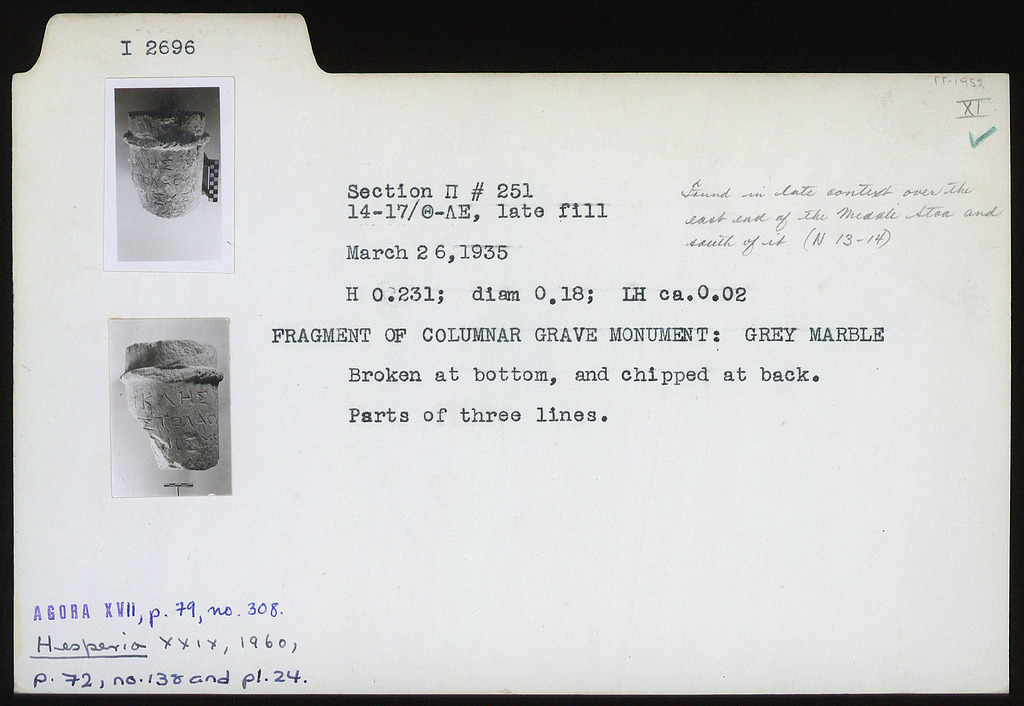 I 2696
XI
Section Π # 251
14-17/Θ-ΛΕ, late fill
March 26,1935
H 0.231; diam 0.18; LH ca.0.02
FRAGMENT OF COLUMNAR GRAVE MONUMENT: GREY MARBLE
Broken at bottom, and chipped at back.
Parts of three lines.
Found in late context over the
east end of the Middle Stoa and
south of it (N 13-14)
ΚΛΗΣ
AGORA XVII, p. 79, no. 308.
Hesperia XXIX, 1960,
p. 72, no. 138 and pl. 24.